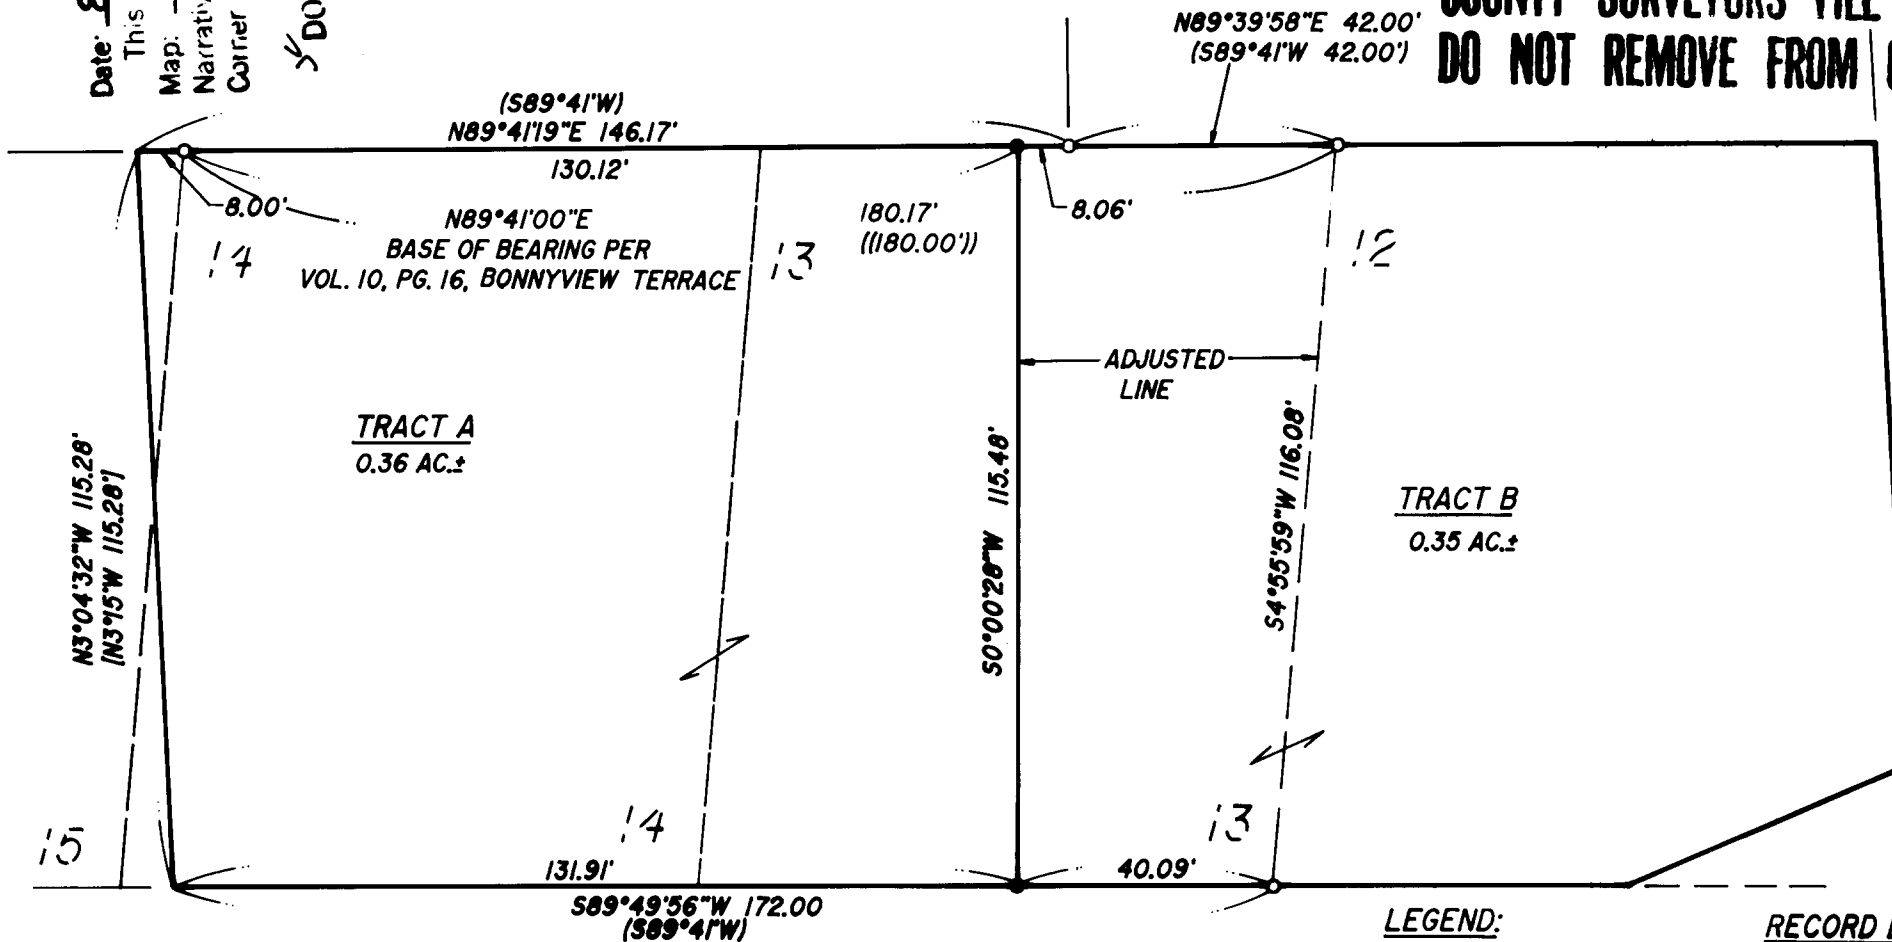 Date:
This
Map:
Corner
N89°39'58"E 42.00'
(S89°41'W 42.00')
COUNTY SURVEYORS FILE
DO NOT REMOVE FROM
(S89°41'W)
N89°41'19"E 146.17'
130.12'
8.00'
N89°41'00"E
BASE OF BEARING PER
VOL. 10, PG. 16, BONNYVIEW TERRACE
180.17'
((180.00'))
8.06'
14
13
12
ADJUSTED
LINE
TRACT A
0.36 AC.±
N3°04'32"W 115.28'
[N3°15'W 115.28']
S0°00'28"W 115.48'
S4°55'59"W 116.08'
TRACT B
0.35 AC.±
15
14
13
131.91'
40.09'
S89°49'56"W 172.00
(S89°41'W)
LEGEND:
RECORD